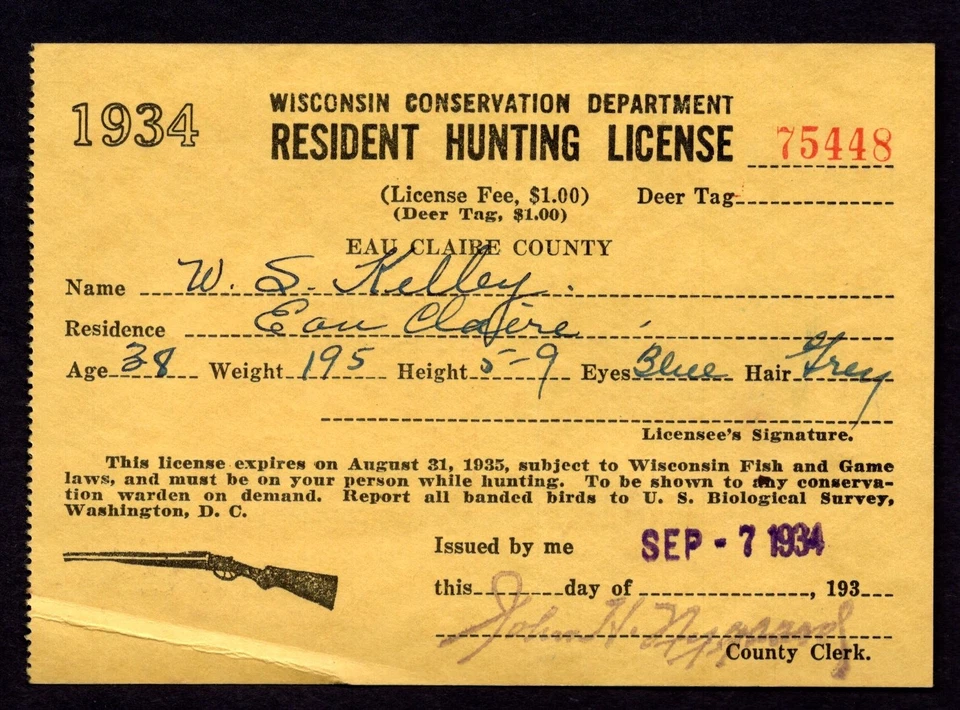 1934
WISCONSIN CONSERVATION DEPARTMENT
RESIDENT HUNTING LICENSE 75448
(License Fee, $1.00) Deer Tag
(Deer Tag, $1.00)
EAU CLAIRE COUNTY
Name W. S. Kelley.
Residence Eau Claire
Age 38 Weight 195 Height 5-9 Eyes Blue Hair Grey
Licensee's Signature.
This license expires on August 31, 1935, subject to Wisconsin Fish and Game
laws, and must be on your person while hunting. To be shown to any conserva-
tion warden on demand. Report all banded birds to U. S. Biological Survey,
Washington, D. C.
Issued by me SEP - 7 1934
this day of , 193
John H.
County Clerk.